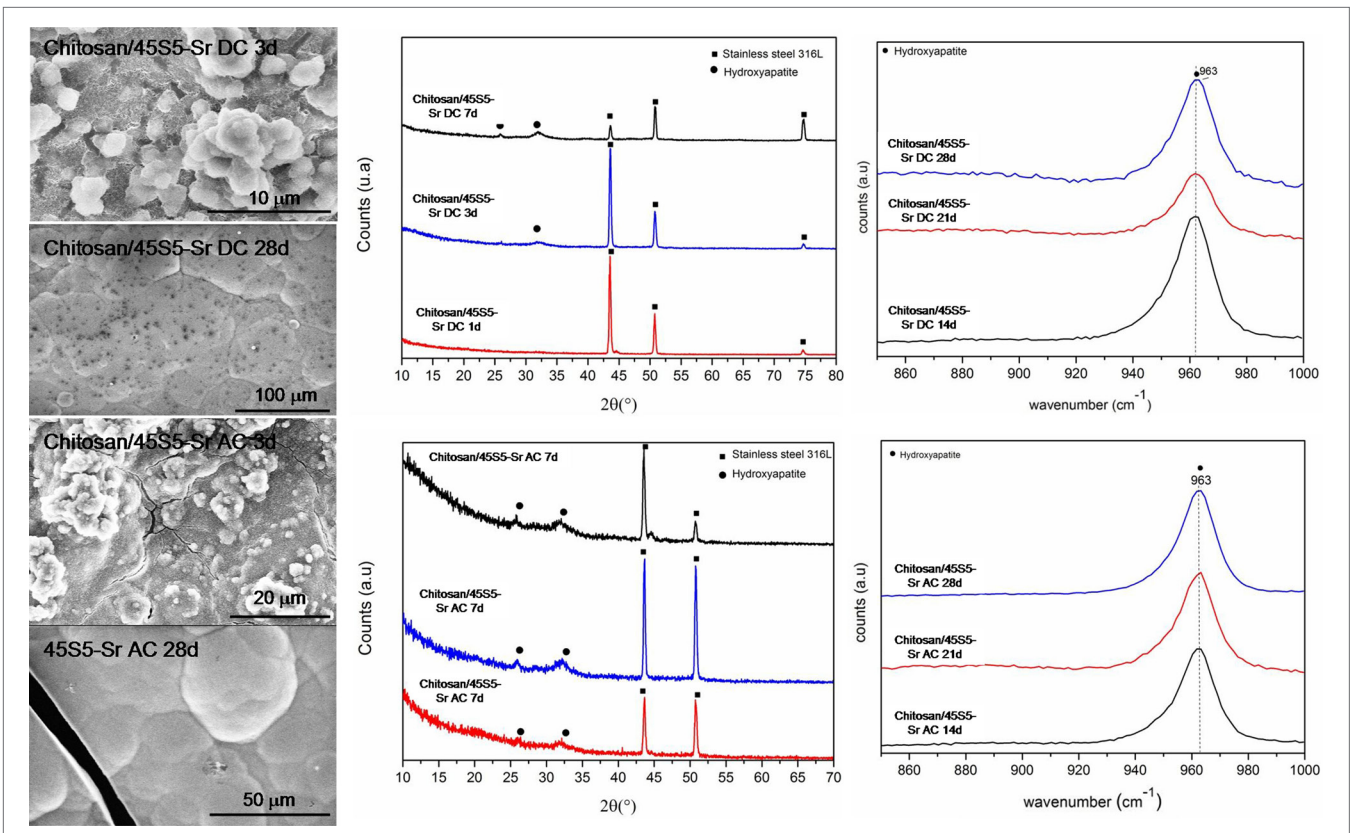 Chitosan/45S5-Sr DC 3d
10 μm
Chitosan/45S5-Sr DC 28d
100 μm
Chitosan/45S5-Sr AC 3d
20 μm
45S5-Sr AC 28d
50 μm
■ Stainless steel 316L
● Hydroxyapatite
Chitosan/45S5-
Sr DC 7d
Chitosan/45S5-
Sr DC 3d
Chitosan/45S5-
Sr DC 1d
Counts (u.a)
10 15 20 25 30 35 40 45 50 55 60 65 70 75 80
2θ(°)
● Hydroxyapatite
963
Chitosan/45S5-
Sr DC 28d
Chitosan/45S5-
Sr DC 21d
Chitosan/45S5-
Sr DC 14d
counts (a.u)
860 880 900 920 940 960 980 1000
wavenumber (cm⁻¹)
Chitosan/45S5-Sr AC 7d
■ Stainless steel 316L
● Hydroxyapatite
Chitosan/45S5-
Sr AC 7d
Chitosan/45S5-
Sr AC 7d
Counts (a.u)
10 15 20 25 30 35 40 45 50 55 60 65 70
2θ(°)
● Hydroxyapatite
963
Chitosan/45S5-
Sr AC 28d
Chitosan/45S5-
Sr AC 21d
Chitosan/45S5-
Sr AC 14d
counts (a.u)
860 880 900 920 940 960 980 1000
wavenumber (cm⁻¹)